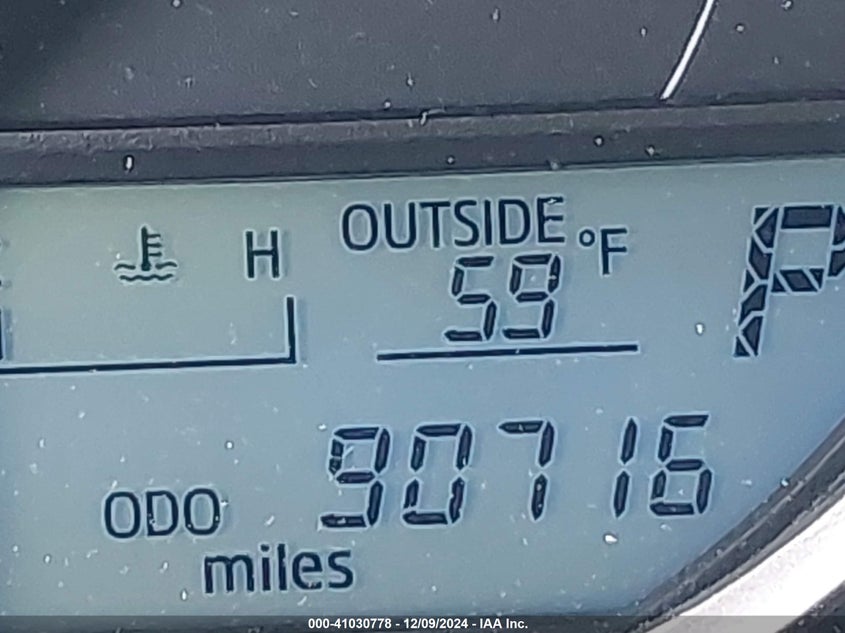 H
OUTSIDE °F
59
P
ODO 90716
miles
000-41030778 - 12/09/2024 - IAA Inc.